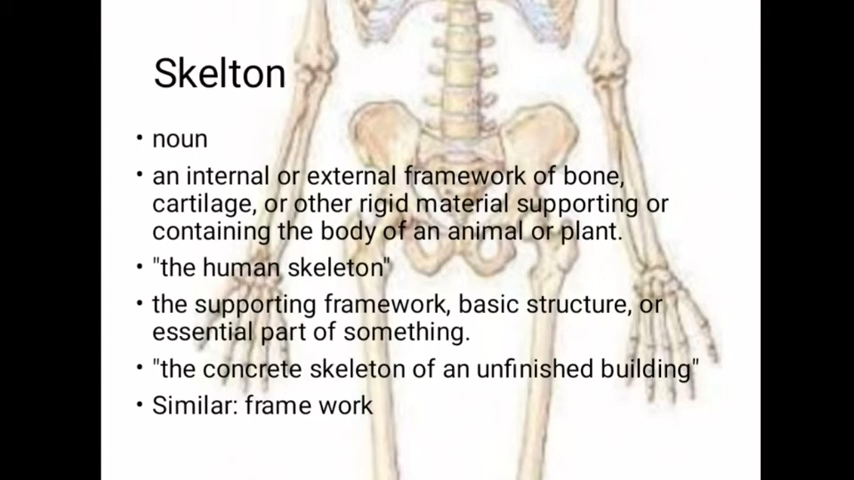 Skelton
• noun
• an internal or external framework of bone,
cartilage, or other rigid material supporting or
containing the body of an animal or plant.
• "the human skeleton"
• the supporting framework, basic structure, or
essential part of something.
• "the concrete skeleton of an unfinished building"
• Similar: frame work